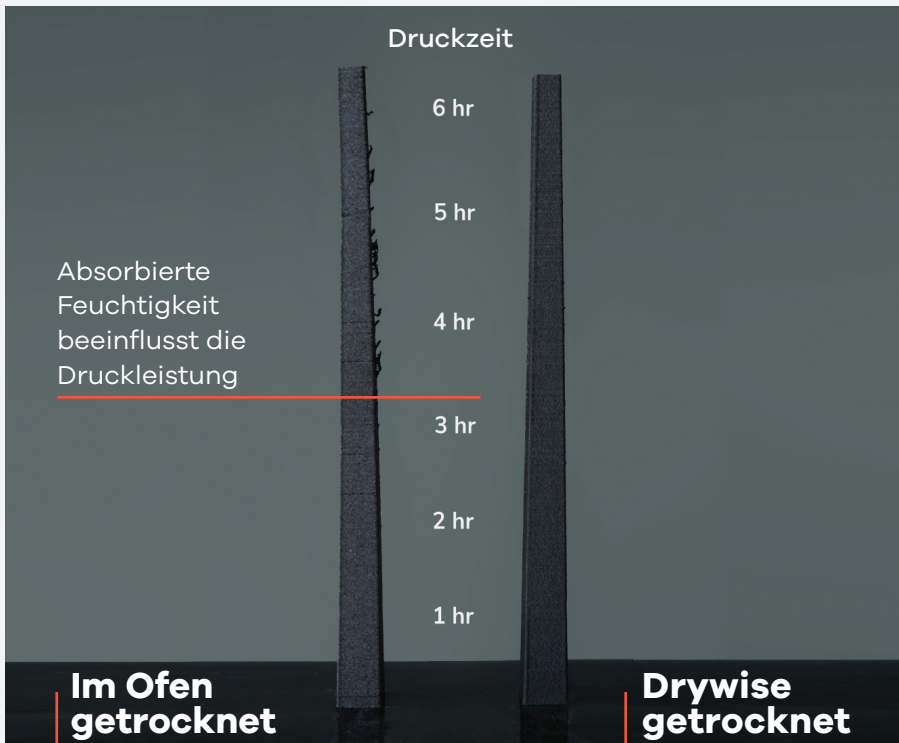 Druckzeit
6 hr
5 hr
Absorbierte
Feuchtigkeit
beeinflusst die
Druckleistung
4 hr
3 hr
2 hr
1 hr
Im Ofen
getrocknet
Drywise
getrocknet